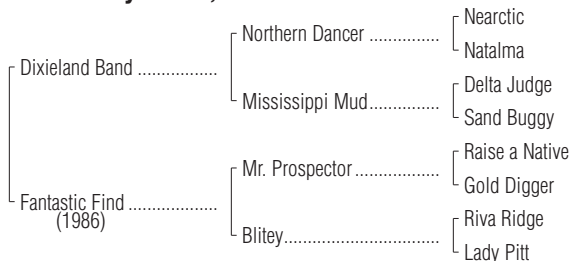 Nearctic
Northern Dancer ...............
Natalma
Dixieland Band .................
Delta Judge
Mississippi Mud...............
Sand Buggy
Raise a Native
Mr. Prospector ..................
Gold Digger
Fantastic Find ...................
(1986)
Riva Ridge
Blitey.................................
Lady Pitt